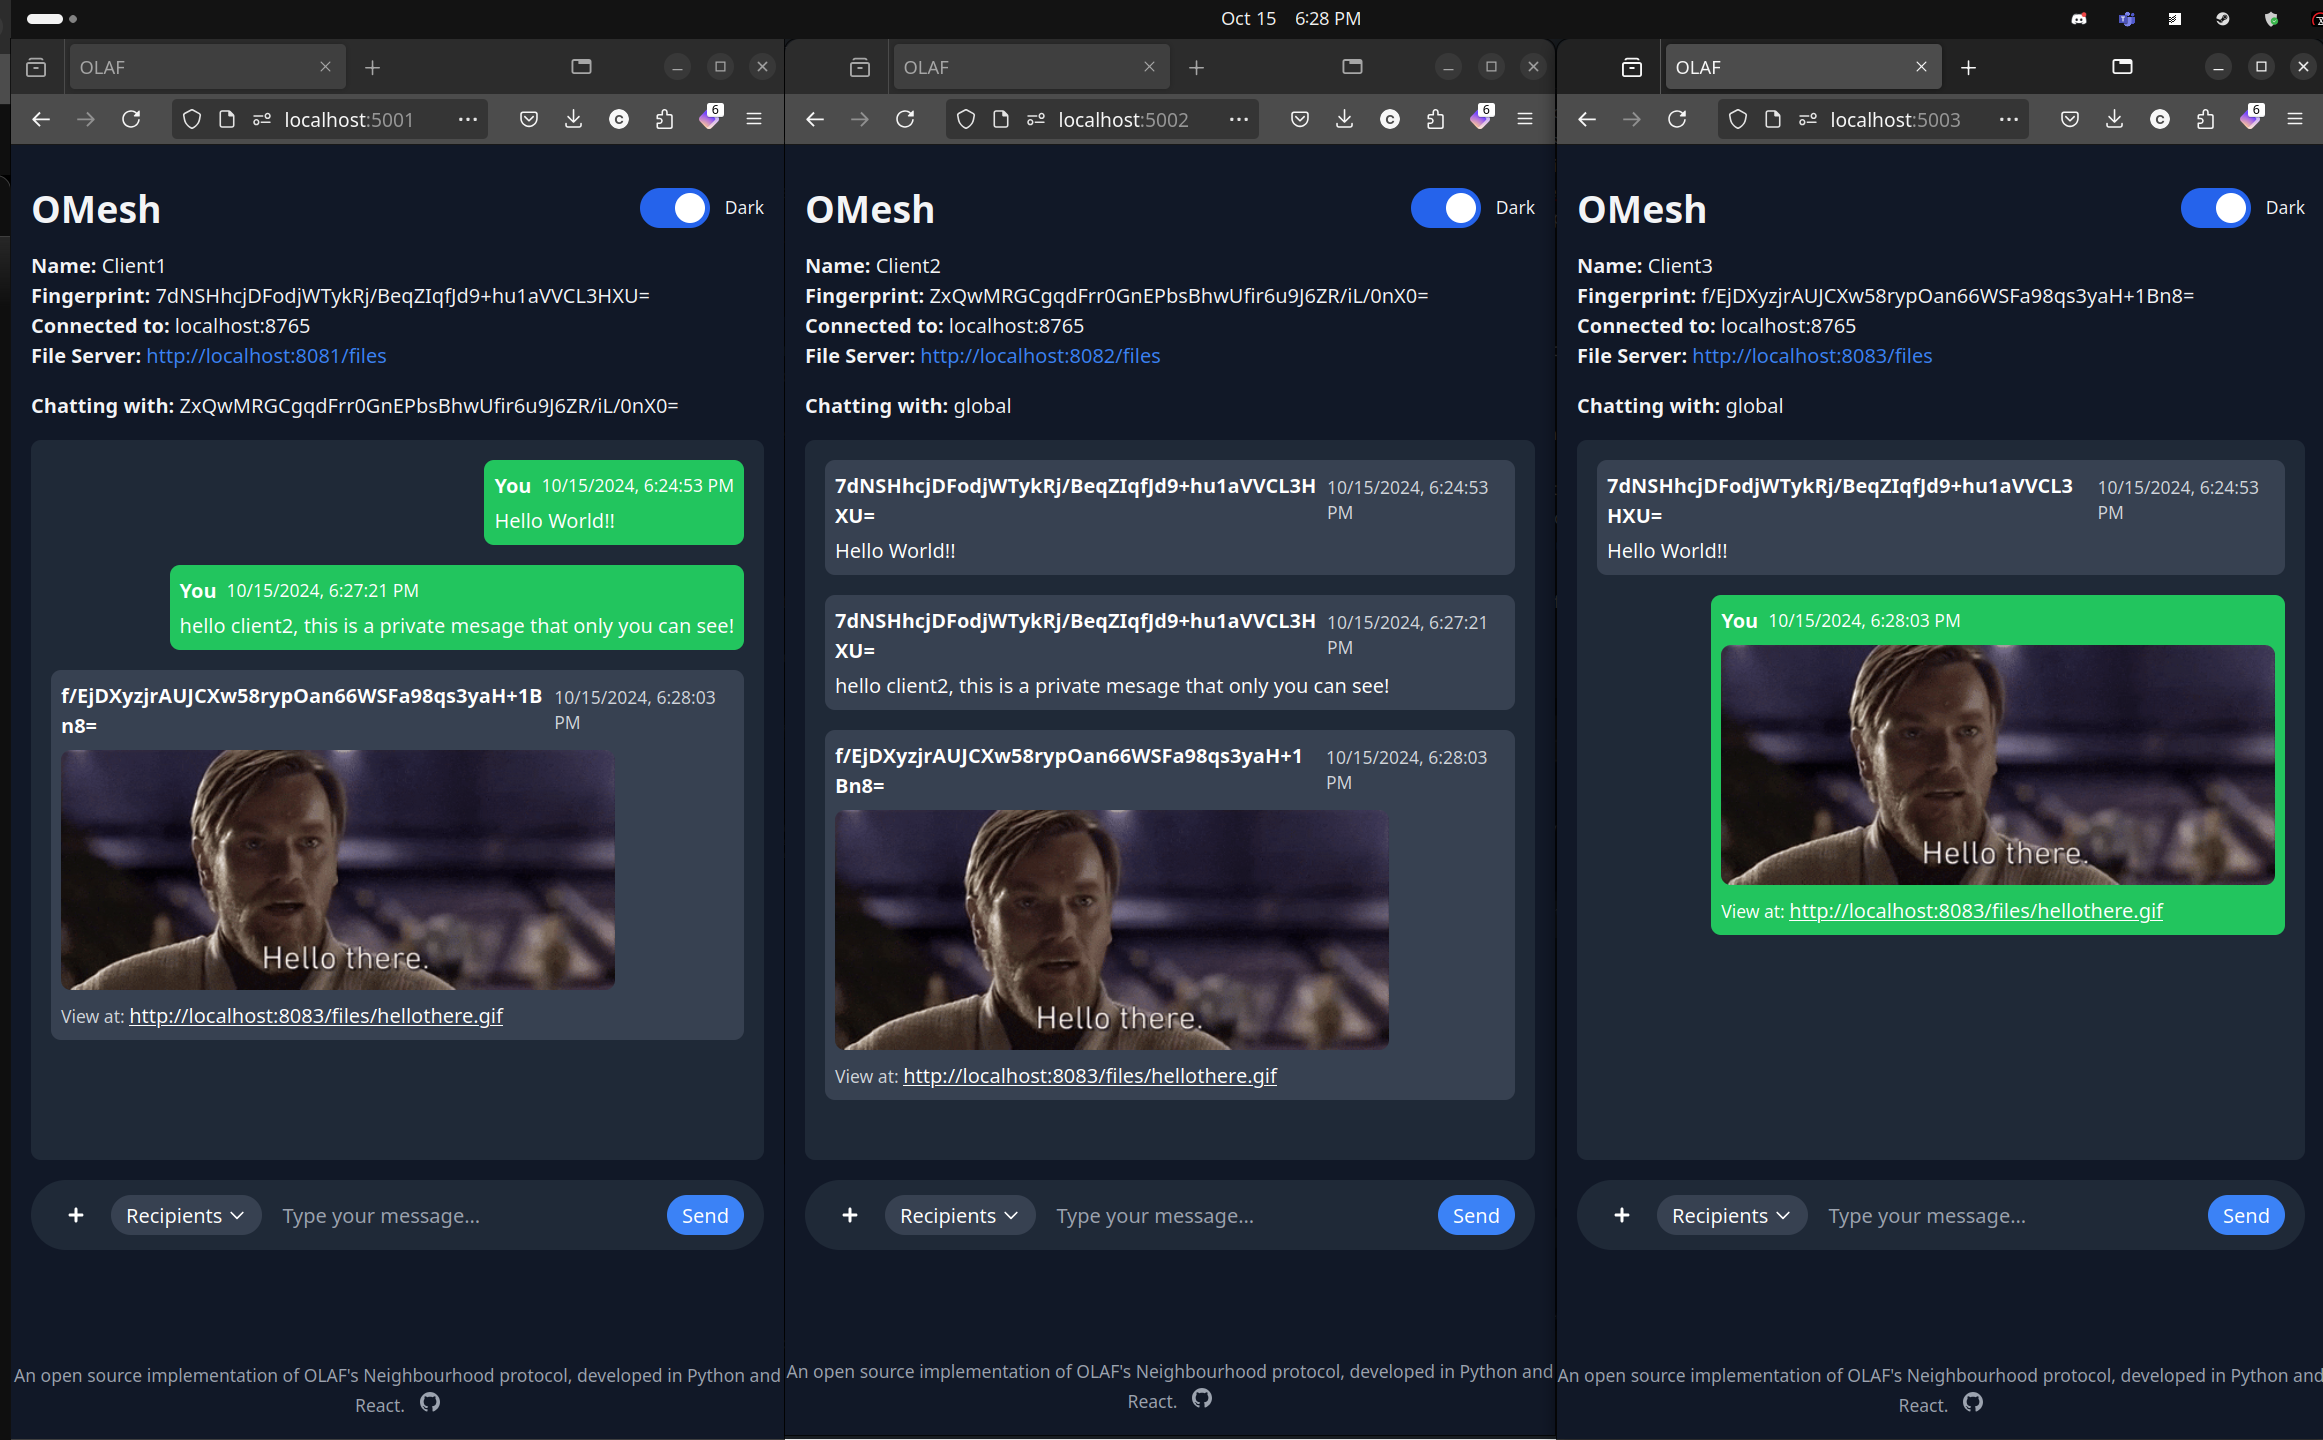 Oct 15 6:28 PM
OLAF
localhost:5001
6
OMesh
Dark
Name: Client1
Fingerprint: 7dNSHhcjDFodjWTykRj/BeqZIqfJd9+hu1aVVCL3HXU=
Connected to: localhost:8765
File Server: http://localhost:8081/files
Chatting with: ZxQwMRGCgqdFrr0GnEPbsBhwUfir6u9J6ZR/iL/0nX0=
You 10/15/2024, 6:24:53 PM
Hello World!!
You 10/15/2024, 6:27:21 PM
hello client2, this is a private mesage that only you can see!
f/EjDXyzjrAUJCXw58rypOan66WSFa98qs3yaH+1B 10/15/2024, 6:28:03
n8= PM
Hello there.
View at: http://localhost:8083/files/hellothere.gif
+ Recipients Type your message... Send
An open source implementation of OLAF's Neighbourhood protocol, developed in Python and
React.
OLAF
localhost:5002
6
OMesh
Dark
Name: Client2
Fingerprint: ZxQwMRGCgqdFrr0GnEPbsBhwUfir6u9J6ZR/iL/0nX0=
Connected to: localhost:8765
File Server: http://localhost:8082/files
Chatting with: global
7dNSHhcjDFodjWTykRj/BeqZIqfJd9+hu1aVVCL3H 10/15/2024, 6:24:53
XU= PM
Hello World!!
7dNSHhcjDFodjWTykRj/BeqZIqfJd9+hu1aVVCL3H 10/15/2024, 6:27:21
XU= PM
hello client2, this is a private mesage that only you can see!
f/EjDXyzjrAUJCXw58rypOan66WSFa98qs3yaH+1 10/15/2024, 6:28:03
Bn8= PM
Hello there.
View at: http://localhost:8083/files/hellothere.gif
+ Recipients Type your message... Send
An open source implementation of OLAF's Neighbourhood protocol, developed in Python and
React.
OLAF
localhost:5003
6
OMesh
Dark
Name: Client3
Fingerprint: f/EjDXyzjrAUJCXw58rypOan66WSFa98qs3yaH+1Bn8=
Connected to: localhost:8765
File Server: http://localhost:8083/files
Chatting with: global
7dNSHhcjDFodjWTykRj/BeqZIqfJd9+hu1aVVCL3 10/15/2024, 6:24:53
HXU= PM
Hello World!!
You 10/15/2024, 6:28:03 PM
Hello there.
View at: http://localhost:8083/files/hellothere.gif
+ Recipients Type your message... Send
An open source implementation of OLAF's Neighbourhood protocol, developed in Python and
React.